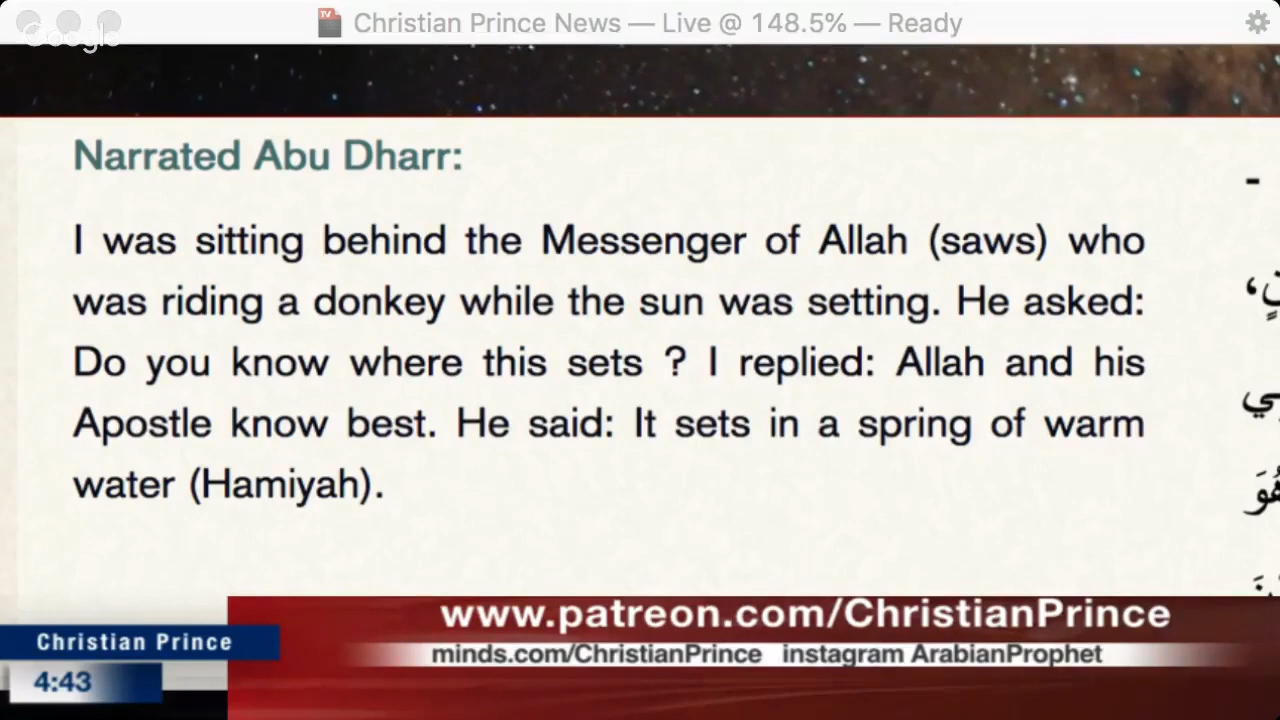 Christian Prince News — Live @ 148.5% — Ready
Google
Narrated Abu Dharr:
I was sitting behind the Messenger of Allah (saws) who
was riding a donkey while the sun was setting. He asked:
Do you know where this sets ? I replied: Allah and his
Apostle know best. He said: It sets in a spring of warm
water (Hamiyah).
www.patreon.com/ChristianPrince
Christian Prince
minds.com/ChristianPrince instagram ArabianProphet
4:43